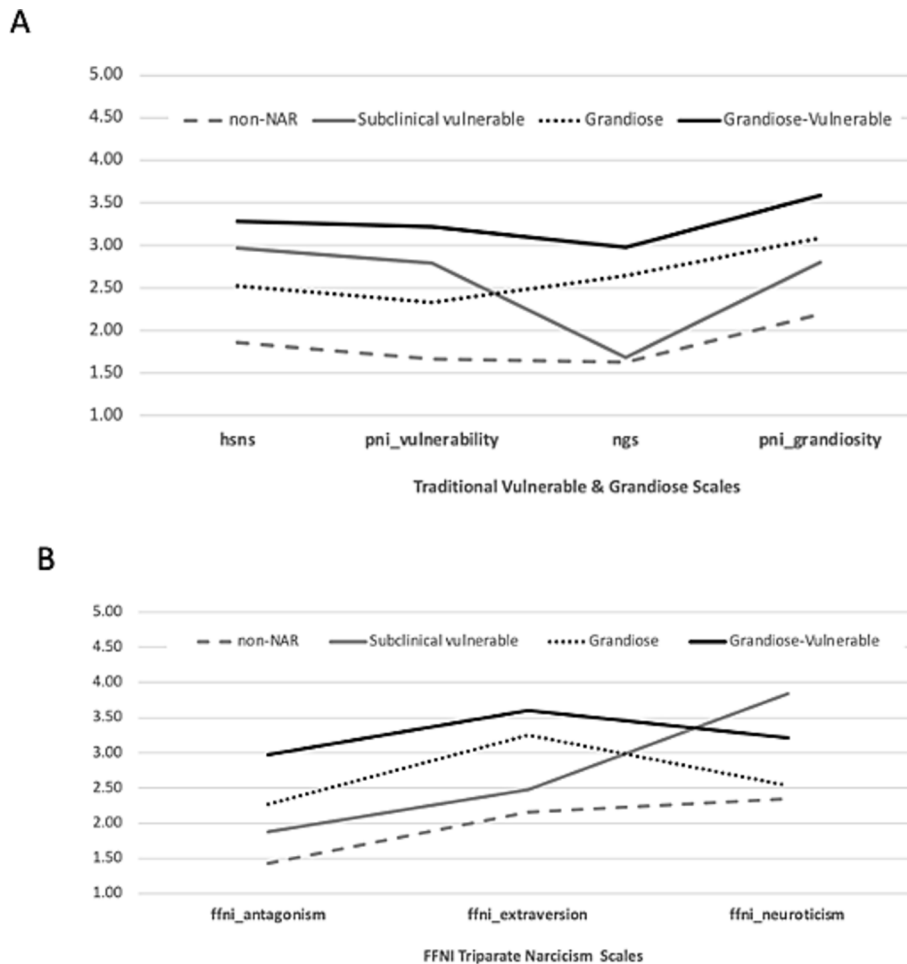 A
5.00
4.50
non-NAR Subclinical vulnerable Grandiose Grandiose-Vulnerable
4.00
3.50
3.00
2.50
2.00
1.50
1.00
hsns pni_vulnerability ngs pni_grandiosity
Traditional Vulnerable & Grandiose Scales
B
5.00
4.50
non-NAR Subclinical vulnerable Grandiose Grandiose-Vulnerable
4.00
3.50
3.00
2.50
2.00
1.50
1.00
ffni_antagonism ffni_extraversion ffni_neuroticism
FFNI Triparate Narcicism Scales